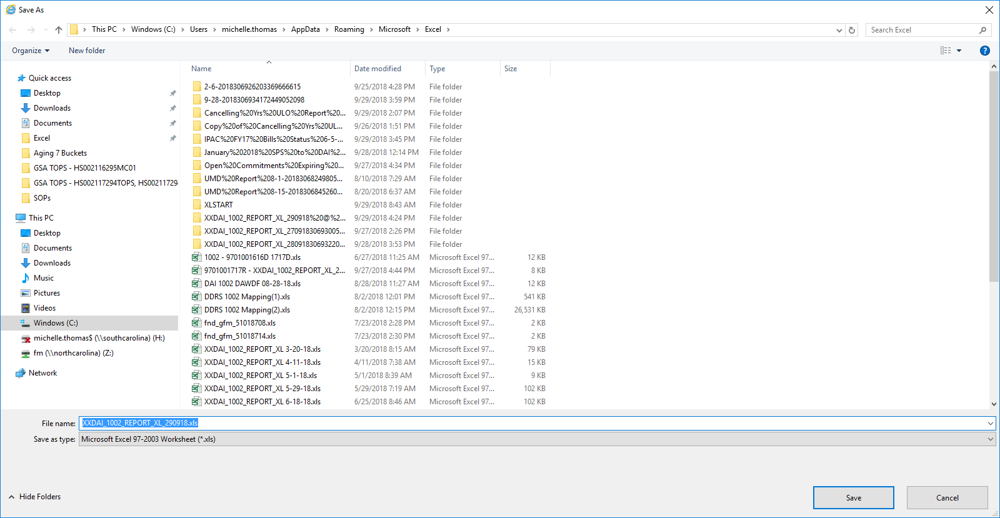 Save As
This PC > Windows (C:) > Users > michelle.thomas > AppData > Roaming > Microsoft > Excel >
Search Excel
Organize
New folder
Name
Date modified
Type
Size
Quick access
Desktop
Downloads
Documents
Excel
Aging 7 Buckets
GSA TOPS - HS002116295MC01
GSA TOPS - HS002117294TOPS, HS00211729
SOPs
This PC
Desktop
Documents
Downloads
Music
Pictures
Videos
Windows (C:)
michelle.thomas$ (\\southcarolina) (H:)
fm (\\northcarolina) (Z:)
Network
2-6-2018306926203369666615 9/25/2018 4:28 PM File folder
9-28-2018306934172449052098 9/29/2018 3:59 PM File folder
Cancelling%20Yrs%20ULO%20Report%20... 9/29/2018 2:07 PM File folder
Copy%20of%20Cancelling%20Yrs%20UL... 9/26/2018 1:51 PM File folder
IPAC%20FY17%20Bills%20Status%206-5-... 9/29/2018 3:45 PM File folder
January%202018%20SPS%20to%20DAI%2... 9/28/2018 12:14 PM File folder
Open%20Commitments%20Expiring%20... 9/27/2018 4:34 PM File folder
UMD%20Report%208-1-20183068249805... 8/10/2018 7:29 AM File folder
UMD%20Report%208-15-2018306845260... 8/20/2018 6:37 AM File folder
XLSTART 9/29/2018 8:43 AM File folder
XXDAI_1002_REPORT_XL_290918%20@%2... 9/29/2018 4:24 PM File folder
XXDAI_1002_REPORT_XL_27091830693005... 9/27/2018 2:26 PM File folder
XXDAI_1002_REPORT_XL_28091830693220... 9/28/2018 3:53 PM File folder
1002 - 9701001616D 1717D.xls 6/27/2018 11:25 AM Microsoft Excel 97... 12 KB
9701001717R - XXDAI_1002_REPORT_XL_2... 9/27/2018 4:44 PM Microsoft Excel 97... 8 KB
DAI 1002 DAWDF 08-28-18.xls 8/28/2018 11:27 AM Microsoft Excel 97... 12 KB
DDRS 1002 Mapping(1).xls 8/2/2018 12:01 PM Microsoft Excel 97... 541 KB
DDRS 1002 Mapping(2).xls 8/2/2018 12:15 PM Microsoft Excel 97... 26,531 KB
fnd_gfm_51018708.xls 7/23/2018 2:28 PM Microsoft Excel 97... 2 KB
fnd_gfm_51018714.xls 7/23/2018 2:30 PM Microsoft Excel 97... 2 KB
XXDAI_1002_REPORT_XL 3-20-18.xls 3/20/2018 8:15 AM Microsoft Excel 97... 79 KB
XXDAI_1002_REPORT_XL 4-11-18.xls 4/11/2018 7:38 AM Microsoft Excel 97... 15 KB
XXDAI_1002_REPORT_XL 5-1-18.xls 5/1/2018 8:39 AM Microsoft Excel 97... 9 KB
XXDAI_1002_REPORT_XL 5-29-18.xls 5/29/2018 7:19 AM Microsoft Excel 97... 102 KB
XXDAI_1002_REPORT_XL 6-18-18.xls 6/25/2018 8:46 AM Microsoft Excel 97... 102 KB
File name: XXDAI_1002_REPORT_XL_290918.xls
Save as type: Microsoft Excel 97-2003 Worksheet (*.xls)
Hide Folders
Save
Cancel